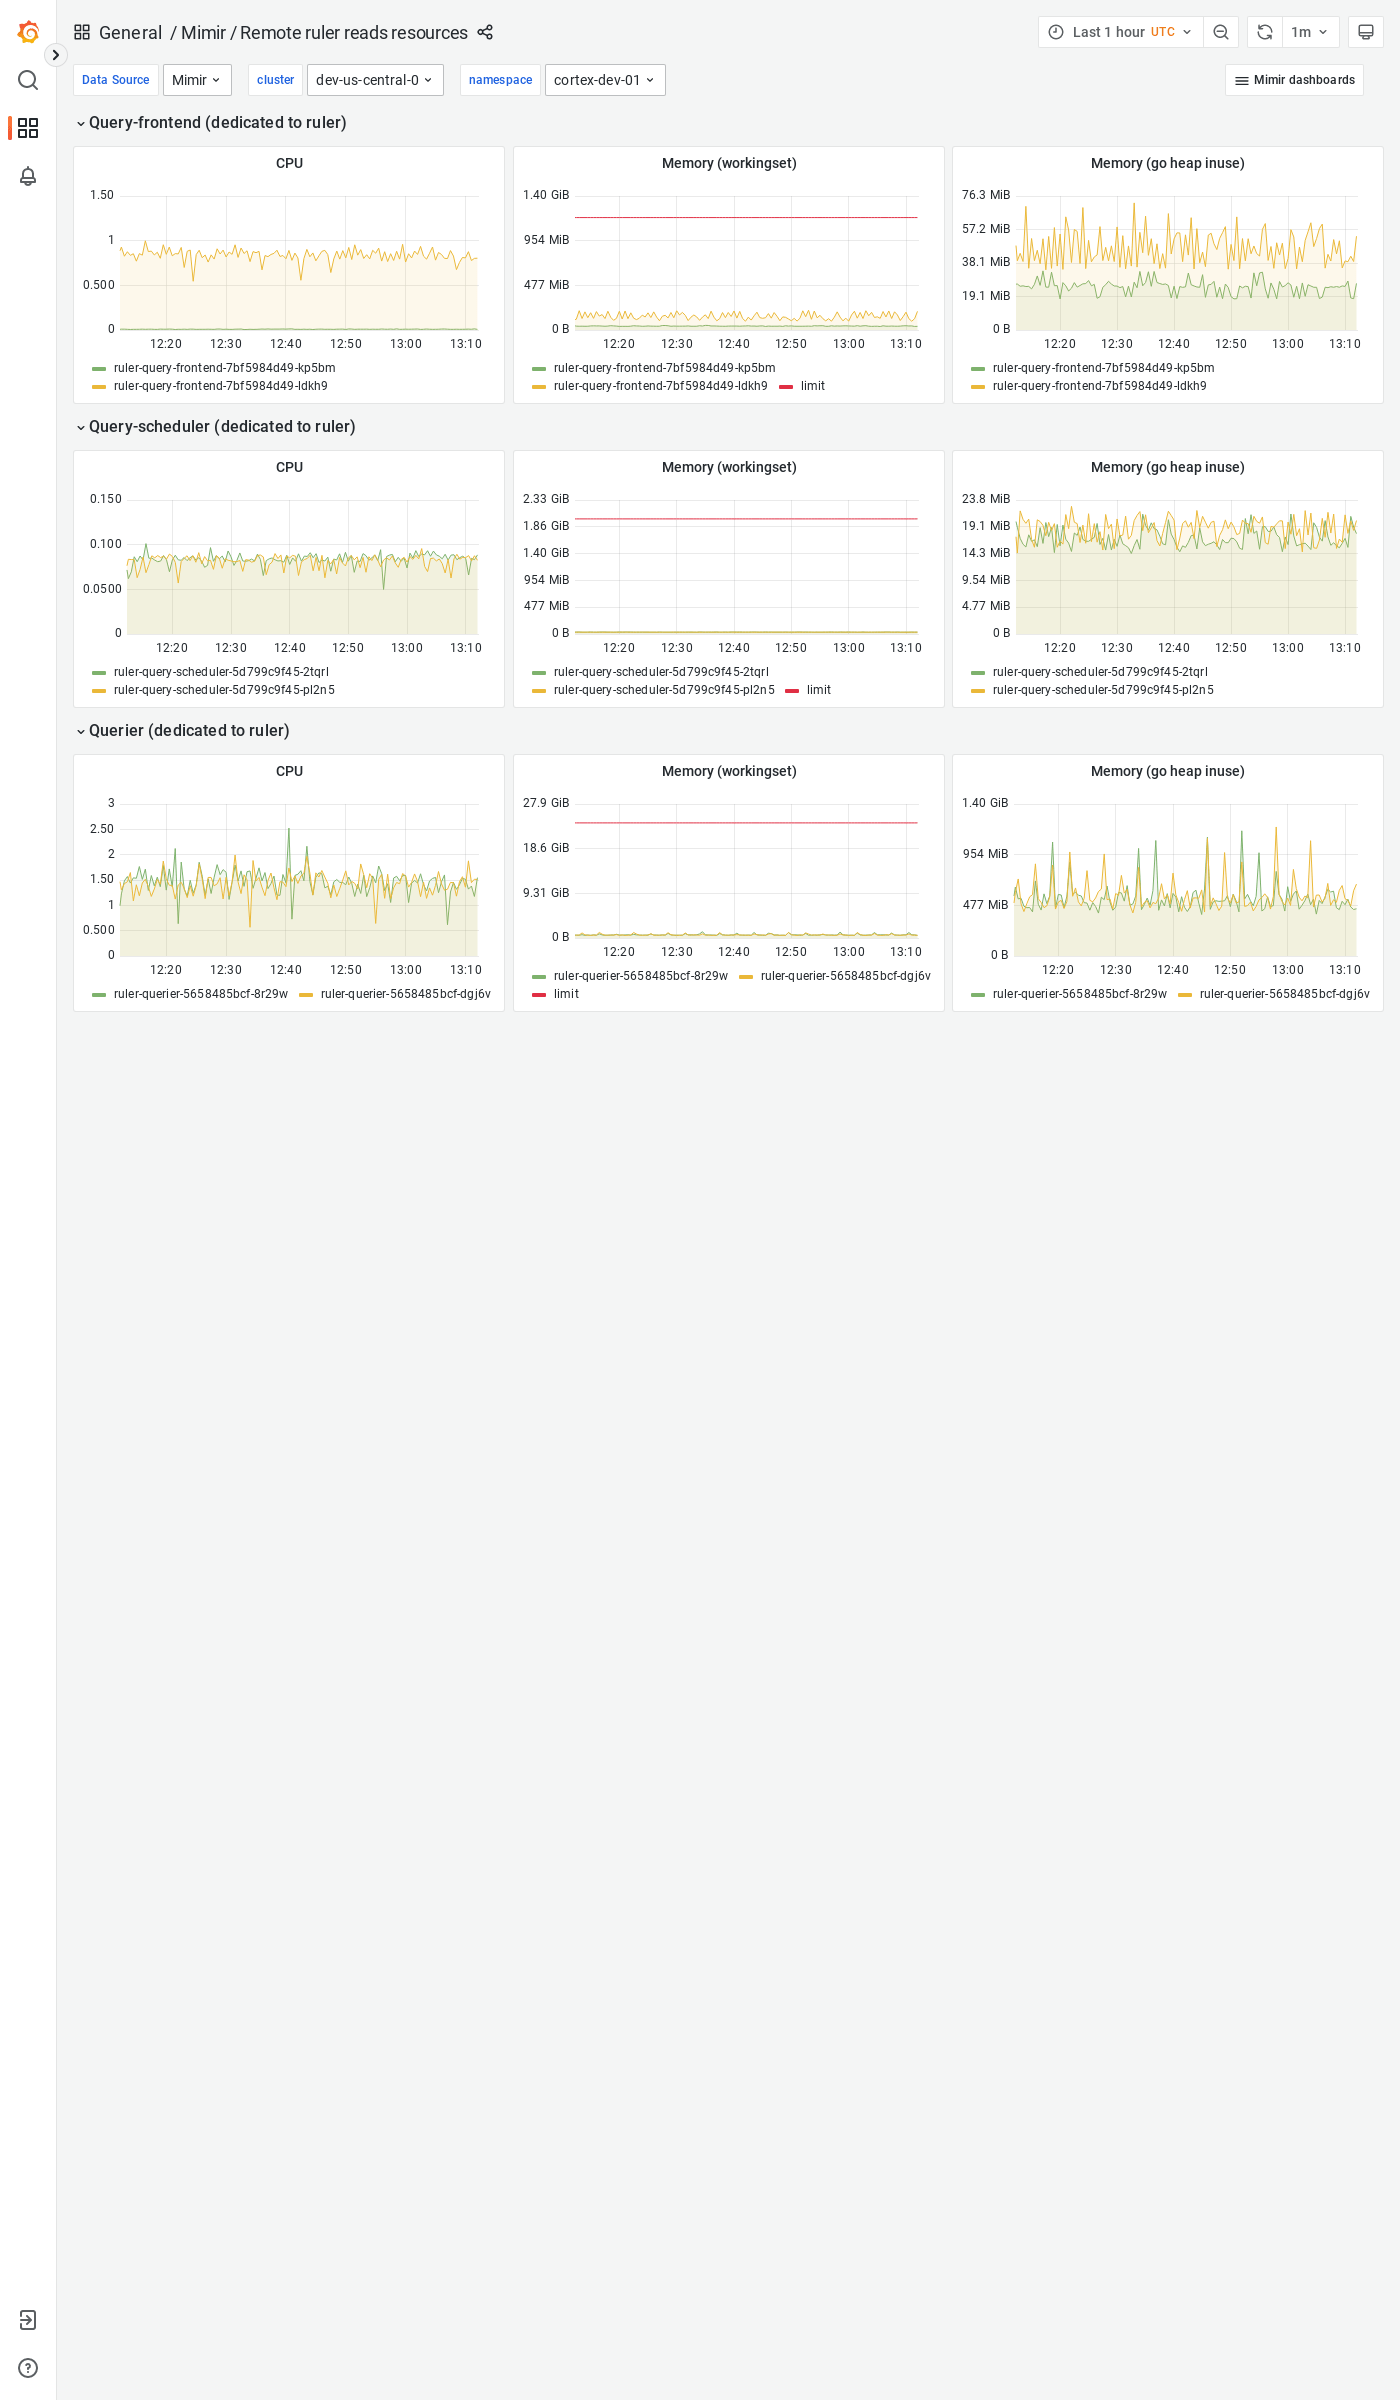 General / Mimir / Remote ruler reads resources
Last 1 hour UTC
1m
Data Source Mimir cluster dev-us-central-0 namespace cortex-dev-01
Mimir dashboards
Query-frontend (dedicated to ruler)
CPU
1.50
1
0.500
0
12:20 12:30 12:40 12:50 13:00 13:10
ruler-query-frontend-7bf5984d49-kp5bm
ruler-query-frontend-7bf5984d49-ldkh9
Memory (workingset)
1.40 GiB
954 MiB
477 MiB
0 B
12:20 12:30 12:40 12:50 13:00 13:10
ruler-query-frontend-7bf5984d49-kp5bm
ruler-query-frontend-7bf5984d49-ldkh9 limit
Memory (go heap inuse)
76.3 MiB
57.2 MiB
38.1 MiB
19.1 MiB
0 B
12:20 12:30 12:40 12:50 13:00 13:10
ruler-query-frontend-7bf5984d49-kp5bm
ruler-query-frontend-7bf5984d49-ldkh9
Query-scheduler (dedicated to ruler)
CPU
0.150
0.100
0.0500
0
12:20 12:30 12:40 12:50 13:00 13:10
ruler-query-scheduler-5d799c9f45-2tqrl
ruler-query-scheduler-5d799c9f45-pl2n5
Memory (workingset)
2.33 GiB
1.86 GiB
1.40 GiB
954 MiB
477 MiB
0 B
12:20 12:30 12:40 12:50 13:00 13:10
ruler-query-scheduler-5d799c9f45-2tqrl
ruler-query-scheduler-5d799c9f45-pl2n5 limit
Memory (go heap inuse)
23.8 MiB
19.1 MiB
14.3 MiB
9.54 MiB
4.77 MiB
0 B
12:20 12:30 12:40 12:50 13:00 13:10
ruler-query-scheduler-5d799c9f45-2tqrl
ruler-query-scheduler-5d799c9f45-pl2n5
Querier (dedicated to ruler)
CPU
3
2.50
2
1.50
1
0.500
0
12:20 12:30 12:40 12:50 13:00 13:10
ruler-querier-5658485bcf-8r29w ruler-querier-5658485bcf-dgj6v
Memory (workingset)
27.9 GiB
18.6 GiB
9.31 GiB
0 B
12:20 12:30 12:40 12:50 13:00 13:10
ruler-querier-5658485bcf-8r29w ruler-querier-5658485bcf-dgj6v
limit
Memory (go heap inuse)
1.40 GiB
954 MiB
477 MiB
0 B
12:20 12:30 12:40 12:50 13:00 13:10
ruler-querier-5658485bcf-8r29w ruler-querier-5658485bcf-dgj6v